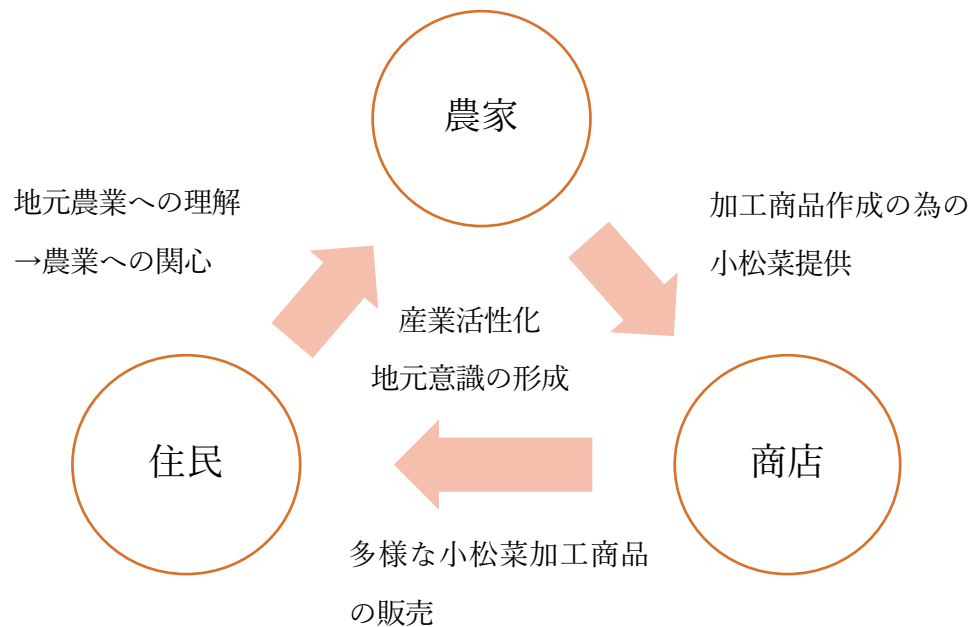 農家
地元農業への理解
→農業への関心
加工商品作成の為の
小松菜提供
産業活性化
地元意識の形成
住民
商店
多様な小松菜加工商品
の販売